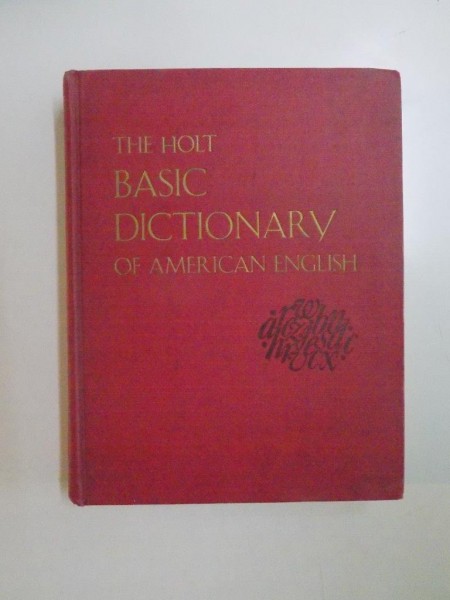 THE HOLT
BASIC
DICTIONARY
OF AMERICAN ENGLISH